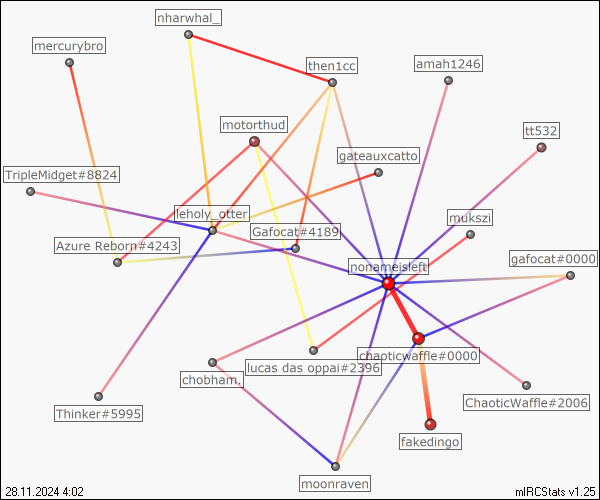 nharwhal_
mercurybro
then1cc
amah1246
motorthud
tt532
gateauxcatto
TripleMidget#8824
leholy_otter
mukszi
Gafocat#4189
Azure Reborn#4243
gafocat#0000
nonameisleft
chaoticwaffle#0000
lucas das oppai#2396
chobham.
ChaoticWaffle#2006
Thinker#5995
fakedingo
moonraven
28.11.2024 4:02
mIRCStats v1.25